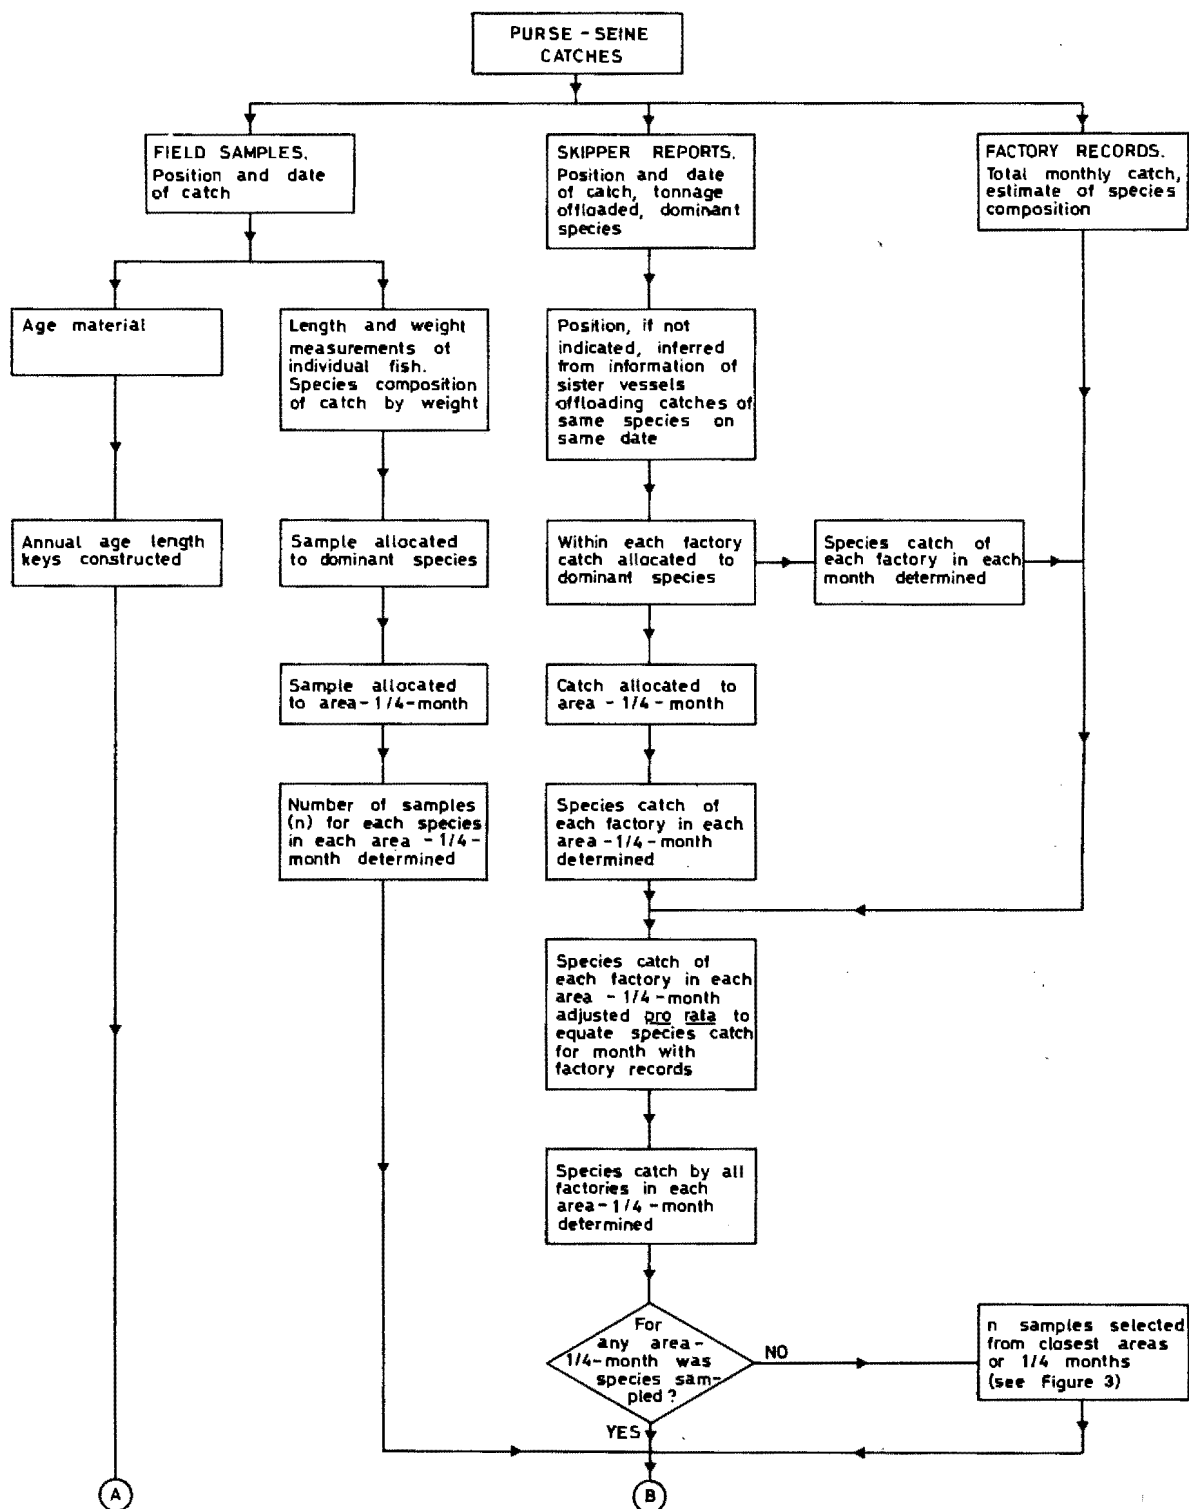 PURSE - SEINE
CATCHES
FIELD SAMPLES.
Position and date
of catch
SKIPPER REPORTS.
Position and date
of catch, tonnage
offloaded, dominant
species
FACTORY RECORDS.
Total monthly catch,
estimate of species
composition
Age material
Length and weight
measurements of
individual fish.
Species composition
of catch by weight
Position, if not
indicated, inferred
from information of
sister vessels
offloading catches of
same species on
same date
Annual age length
keys constructed
Sample allocated
to dominant species
Within each factory
catch allocated to
dominant species
Species catch of
each factory in each
month determined
Sample allocated
to area - 1/4 - month
Catch allocated to
area - 1/4 - month
Number of samples
(n) for each species
in each area - 1/4 -
month determined
Species catch of
each factory in each
area - 1/4 - month
determined
Species catch of
each factory in each
area - 1/4 - month
adjusted pro rata to
equate species catch
for month with
factory records
Species catch by all
factories in each
area - 1/4 - month
determined
For
any area -
1/4-month was
species sam-
pled ?
NO
n samples selected
from closest areas
or 1/4 months
(see Figure 3)
YES
A
B